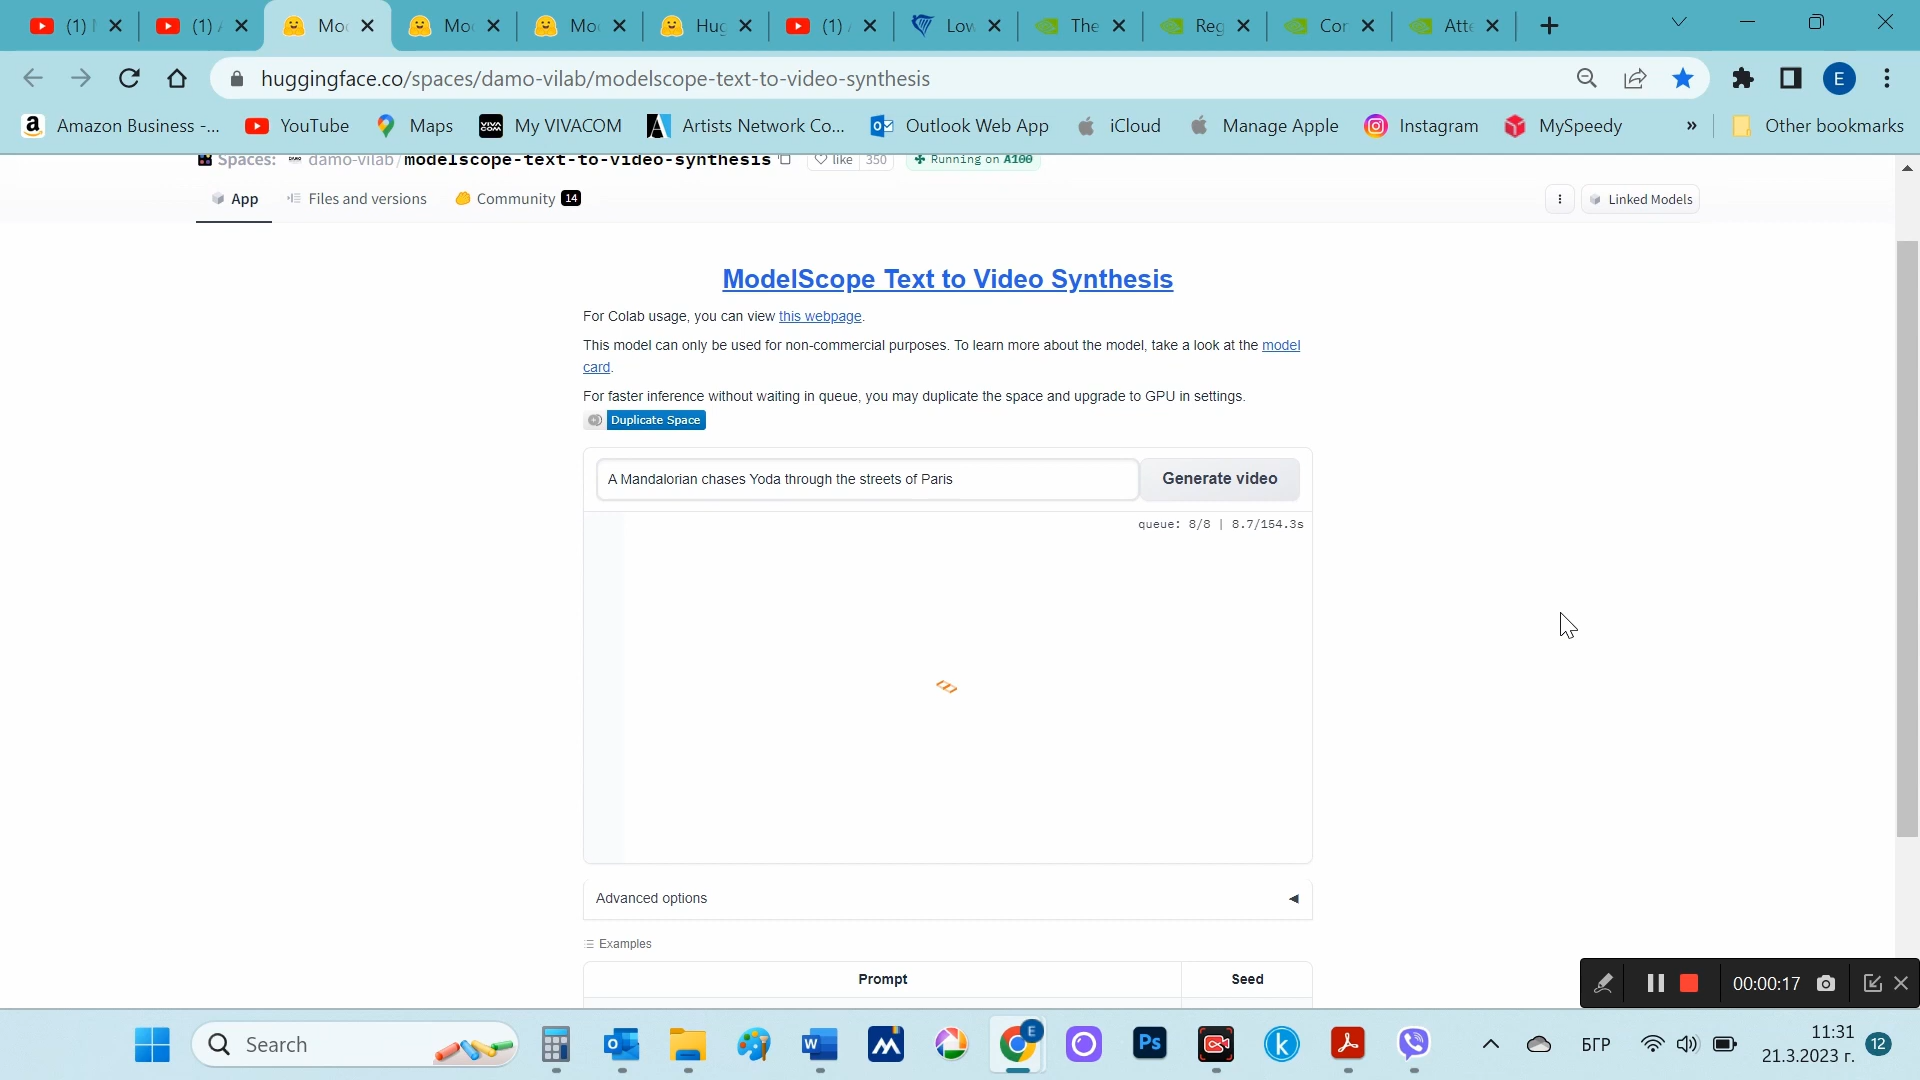 (1)
(1)
Mo
Mo
Mo
Hug
(1)
Low
The
Reg
Cor
Atte
huggingface.co/spaces/damo-vilab/modelscope-text-to-video-synthesis
E
Amazon Business -...
YouTube
Maps
VIVACOM
My VIVACOM
Artists Network Co...
Outlook Web App
iCloud
Manage Apple
Instagram
MySpeedy
»
Other bookmarks
Spaces: damo-vilab/modelscope-text-to-video-synthesis like 350 Running on A100
App
Files and versions
Community 14
Linked Models
ModelScope Text to Video Synthesis
For Colab usage, you can view this webpage.
This model can only be used for non-commercial purposes. To learn more about the model, take a look at the model
card.
For faster inference without waiting in queue, you may duplicate the space and upgrade to GPU in settings.
Duplicate Space
A Mandalorian chases Yoda through the streets of Paris
Generate video
queue: 8/8 | 8.7/154.3s
Advanced options
Examples
Prompt
Seed
00:00:17
Search
E
Ps
БГР
11:31
21.3.2023 г.
12